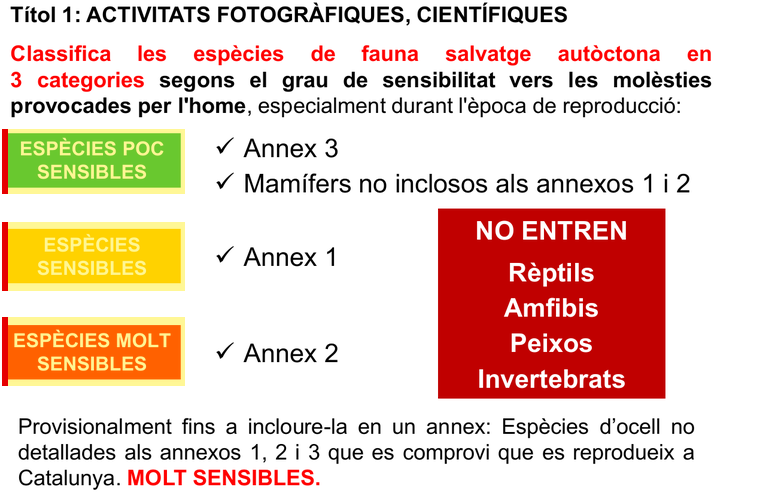 Títol 1: ACTIVITATS FOTOGRÀFIQUES, CIENTÍFIQUES
Classifica les espècies de fauna salvatge autòctona en
3 categories segons el grau de sensibilitat vers les molèsties
provocades per l'home, especialment durant l'època de reproducció:
ESPÈCIES POC
SENSIBLES
✓ Annex 3
✓ Mamífers no inclosos als annexos 1 i 2
ESPÈCIES
SENSIBLES
✓ Annex 1
NO ENTREN
Rèptils
Amfibis
Peixos
Invertebrats
ESPÈCIES MOLT
SENSIBLES
✓ Annex 2
Provisionalment fins a incloure-la en un annex: Espècies d’ocell no
detallades als annexos 1, 2 i 3 que es comprovi que es reprodueix a
Catalunya. MOLT SENSIBLES.